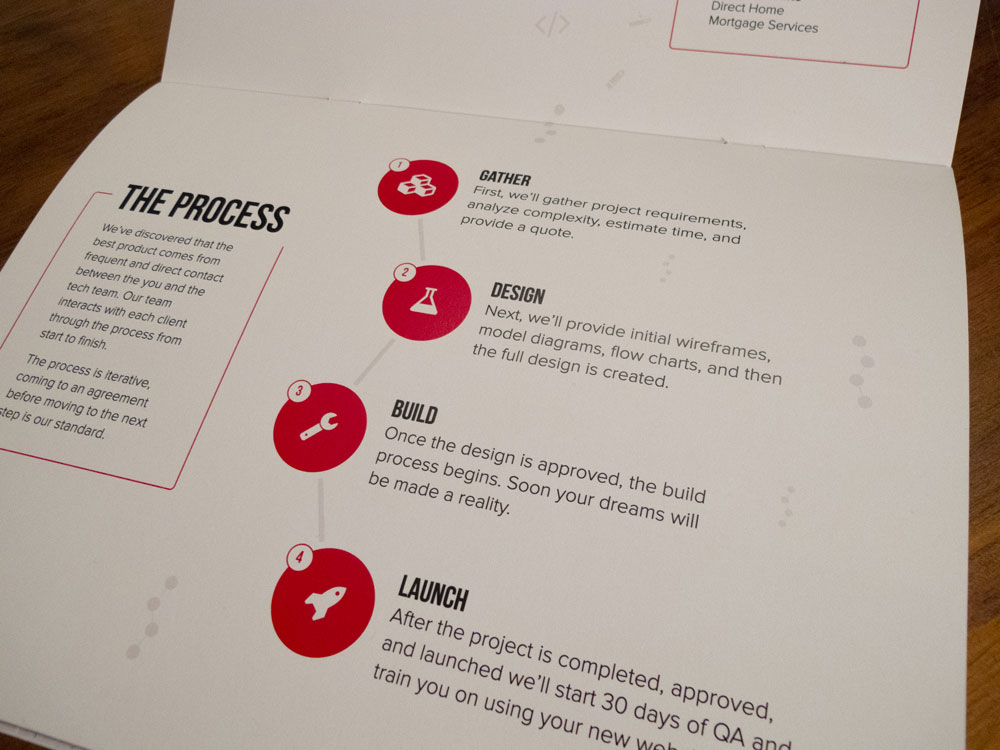 Direct Home
Mortgage Services
</>
THE PROCESS
We've discovered that the
best product comes from
frequent and direct contact
between the you and the
tech team. Our team
interacts with each client
through the process from
start to finish.
The process is iterative,
coming to an agreement
before moving to the next
step is our standard.
1
GATHER
First, we'll gather project requirements,
analyze complexity, estimate time, and
provide a quote.
2
DESIGN
Next, we'll provide initial wireframes,
model diagrams, flow charts, and then
the full design is created.
3
BUILD
Once the design is approved, the build
process begins. Soon your dreams will
be made a reality.
4
LAUNCH
After the project is completed, approved,
and launched we'll start 30 days of QA and
train you on using your new